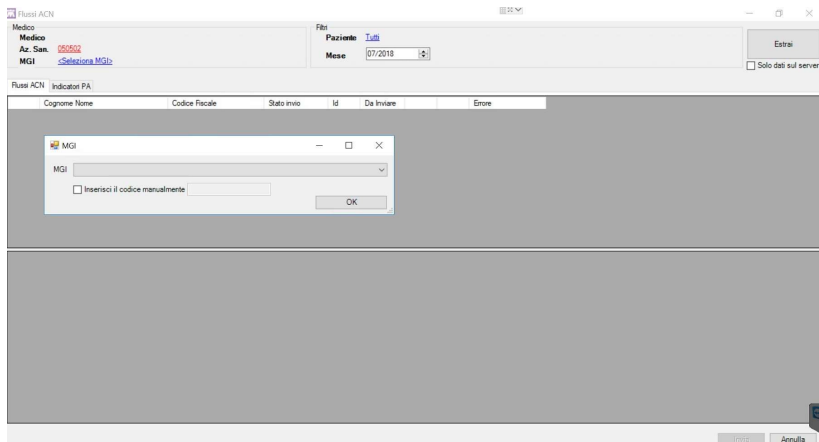 Flussi ACN
Medico
Medico
Az. San. 050502
MGI <Seleziona MGI>
Filtri
Paziente Tutti
Mese 07/2018
Estrai
Solo dati sul server
Flussi ACN Indicatori PA
Cognome Nome Codice Fiscale Stato invio Id Da Inviare Errore
MGI
MGI
Inserisci il codice manualmente
OK
Annulla